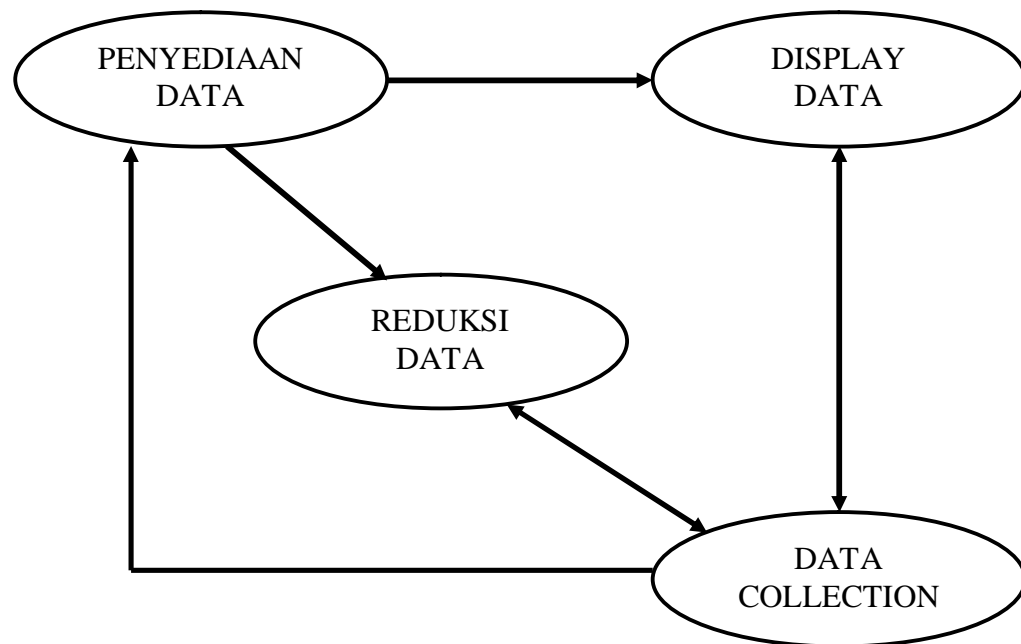 PENYEDIAAN
DATA
DISPLAY
DATA
REDUKSI
DATA
DATA
COLLECTION